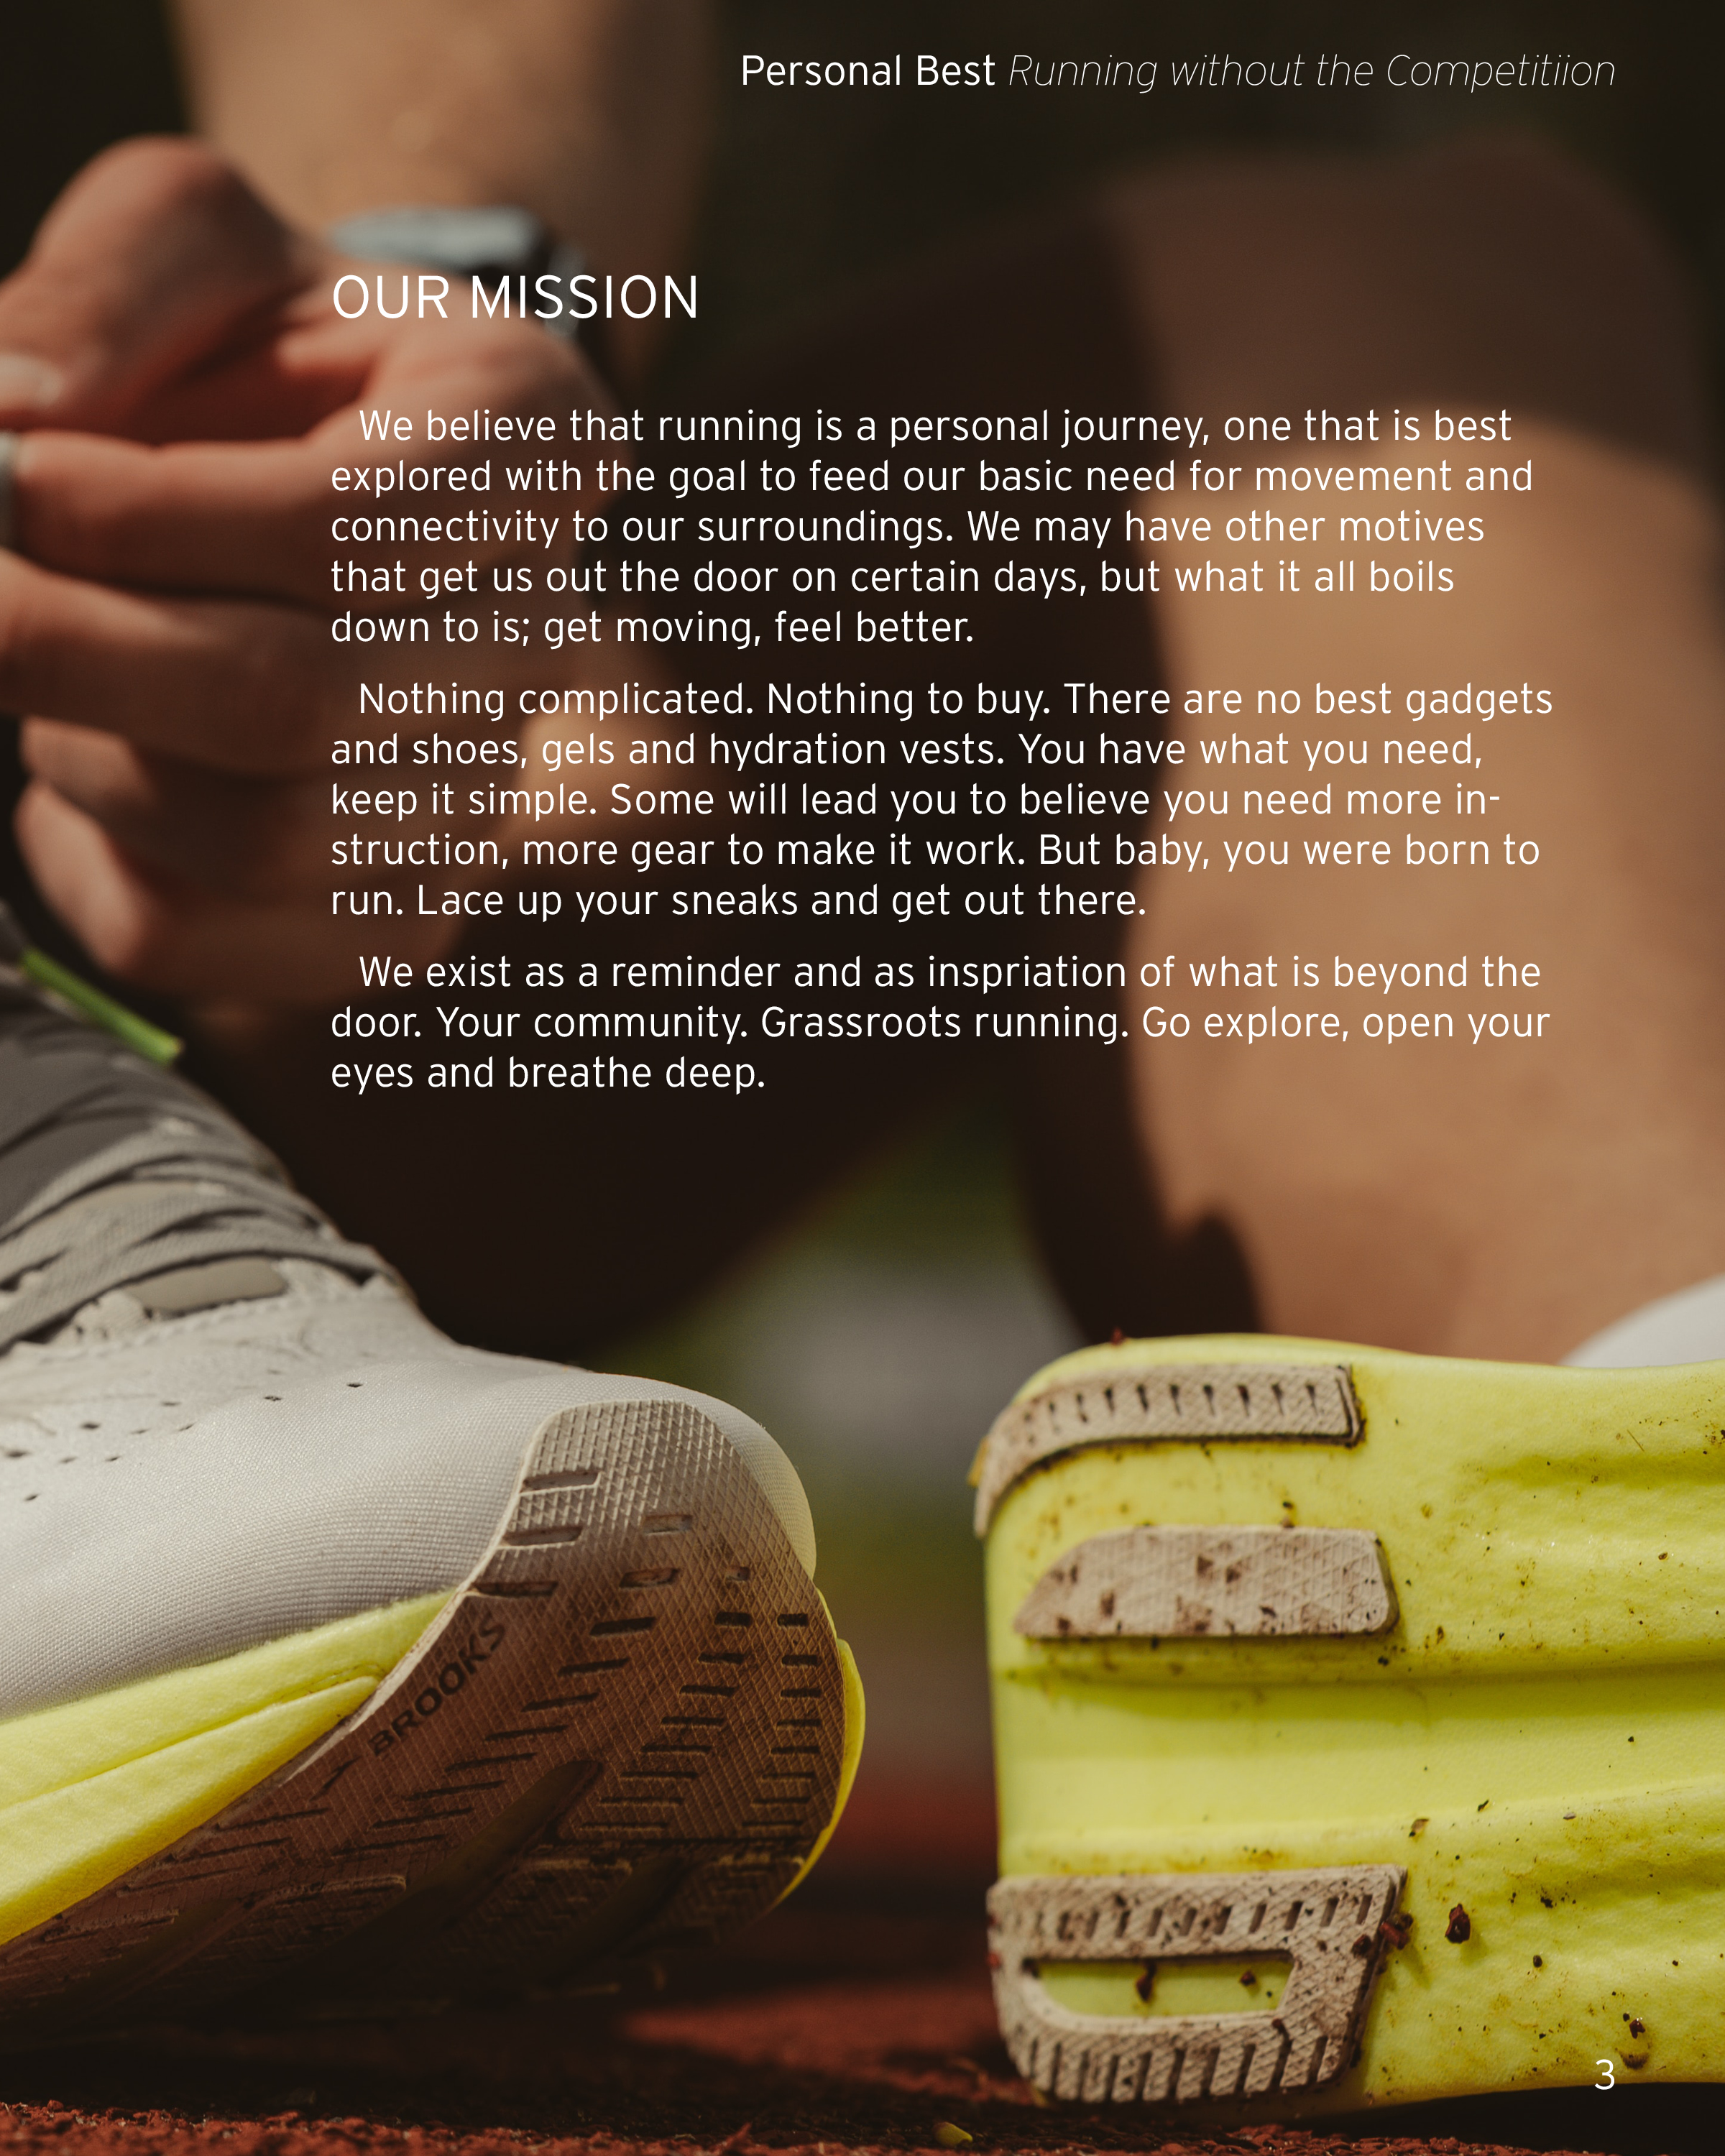 Personal Best Running without the Competitiion
OUR MISSION
We believe that running is a personal journey, one that is best
explored with the goal to feed our basic need for movement and
connectivity to our surroundings. We may have other motives
that get us out the door on certain days, but what it all boils
down to is; get moving, feel better.
Nothing complicated. Nothing to buy. There are no best gadgets
and shoes, gels and hydration vests. You have what you need,
keep it simple. Some will lead you to believe you need more in-
struction, more gear to make it work. But baby, you were born to
run. Lace up your sneaks and get out there.
We exist as a reminder and as inspriation of what is beyond the
door. Your community. Grassroots running. Go explore, open your
eyes and breathe deep.
BROOKS
3